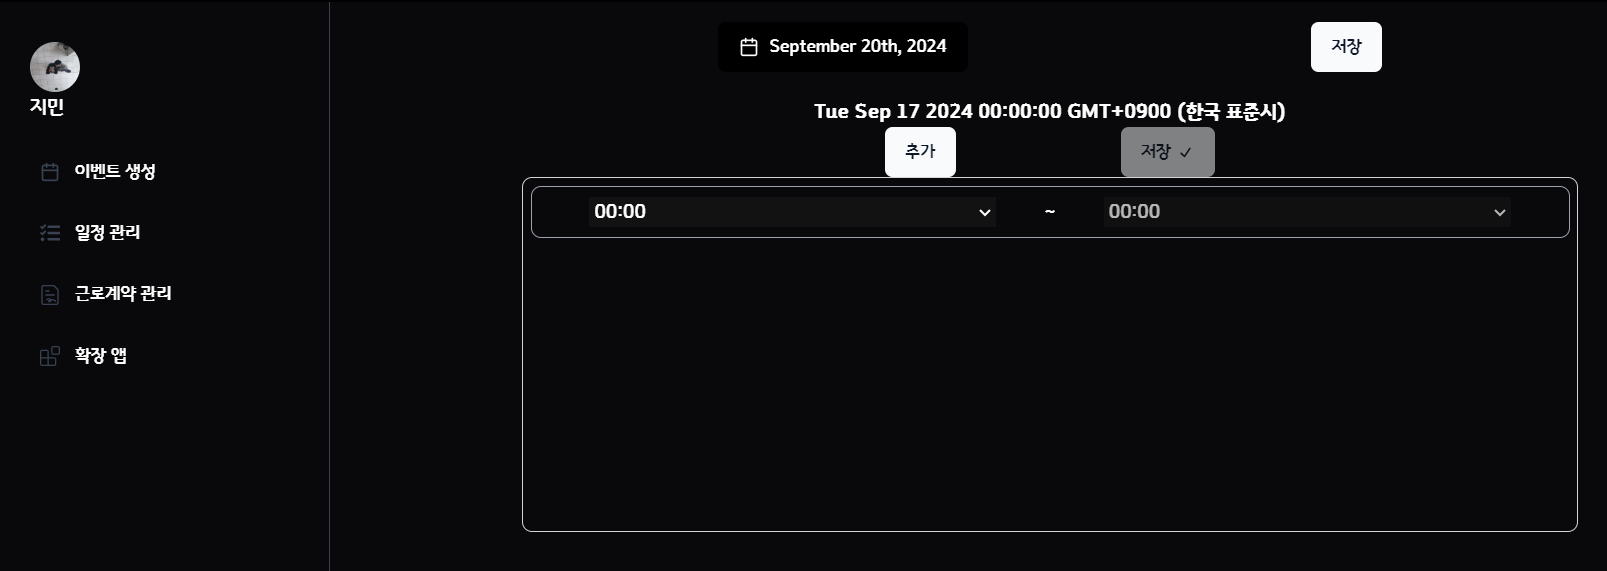 지민
이벤트 생성
일정 관리
근로계약 관리
확장 앱
September 20th, 2024
저장
Tue Sep 17 2024 00:00:00 GMT+0900 (한국 표준시)
추가
저장
00:00 ~ 00:00